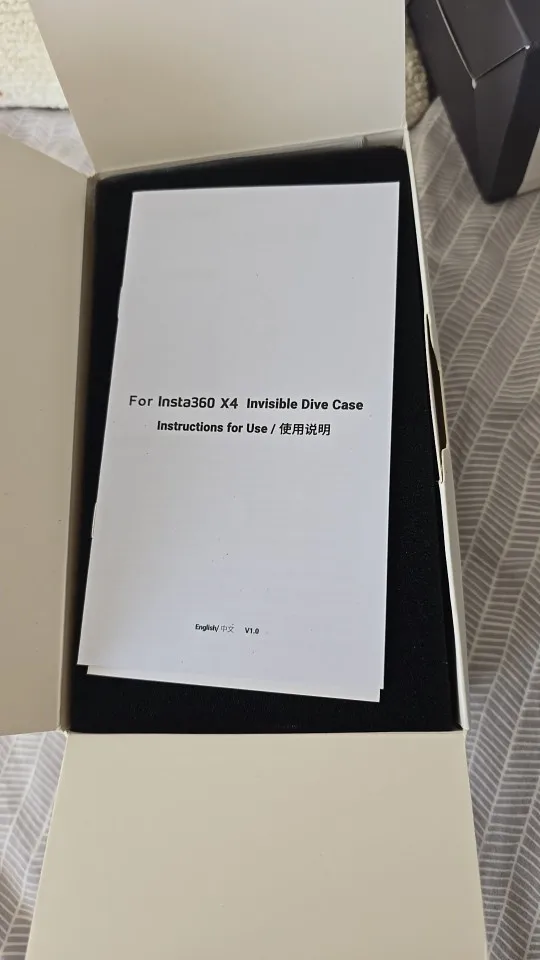 For Insta360 X4 Invisible Dive Case
Instructions for Use / 使用说明
English/ 中文 V1.0